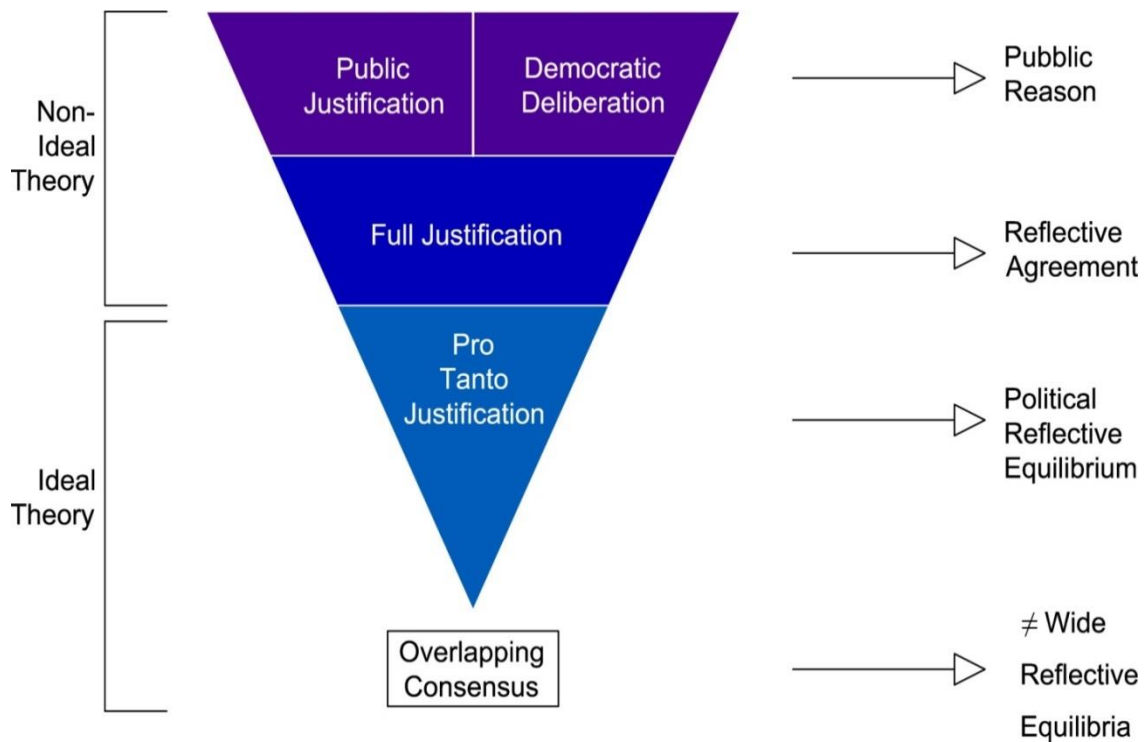 Non-
Ideal
Theory
Public
Justification
Democratic
Deliberation
Pubblic
Reason
Full Justification
Reflective
Agreement
Ideal
Theory
Pro
Tanto
Justification
Political
Reflective
Equilibrium
Overlapping
Consensus
≠ Wide
Reflective
Equilibria